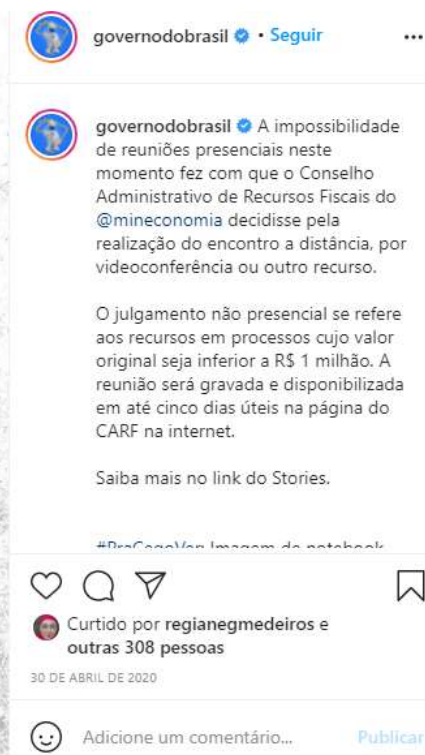 governodobrasil • Seguir
governodobrasil A impossibilidade
de reuniões presenciais neste
momento fez com que o Conselho
Administrativo de Recursos Fiscais do
@mineconomia decidisse pela
realização do encontro a distância, por
videoconferência ou outro recurso.
O julgamento não presencial se refere
aos recursos em processos cujo valor
original seja inferior a R$ 1 milhão. A
reunião será gravada e disponibilizada
em até cinco dias úteis na página do
CARF na internet.
Saiba mais no link do Stories.
#PraCegoVer: Imagem de notebook
Curtido por regianegmedeiros e
outras 308 pessoas
30 DE ABRIL DE 2020
Adicione um comentário... Publicar